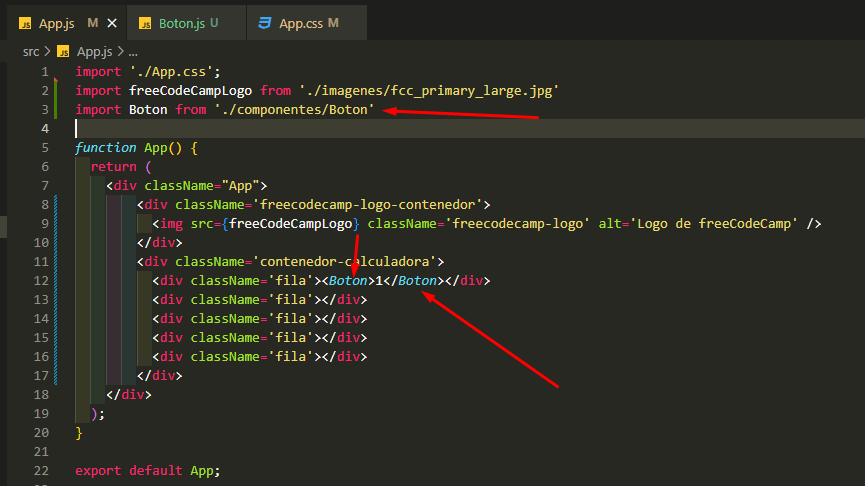 JS App.js M ✕ JS Boton.js U App.css M
src > JS App.js > ...
1 import './App.css';
2 import freeCodeCampLogo from './imagenes/fcc_primary_large.jpg'
3 import Boton from './componentes/Boton'
4
5 function App() {
6 return (
7 <div className="App">
8 <div className='freecodecamp-logo-contenedor'>
9 <img src={freeCodeCampLogo} className='freecodecamp-logo' alt='Logo de freeCodeCamp' />
10 </div>
11 <div className='contenedor-calculadora'>
12 <div className='fila'><Boton>1</Boton></div>
13 <div className='fila'></div>
14 <div className='fila'></div>
15 <div className='fila'></div>
16 <div className='fila'></div>
17 </div>
18 </div>
19 );
20 }
21
22 export default App;